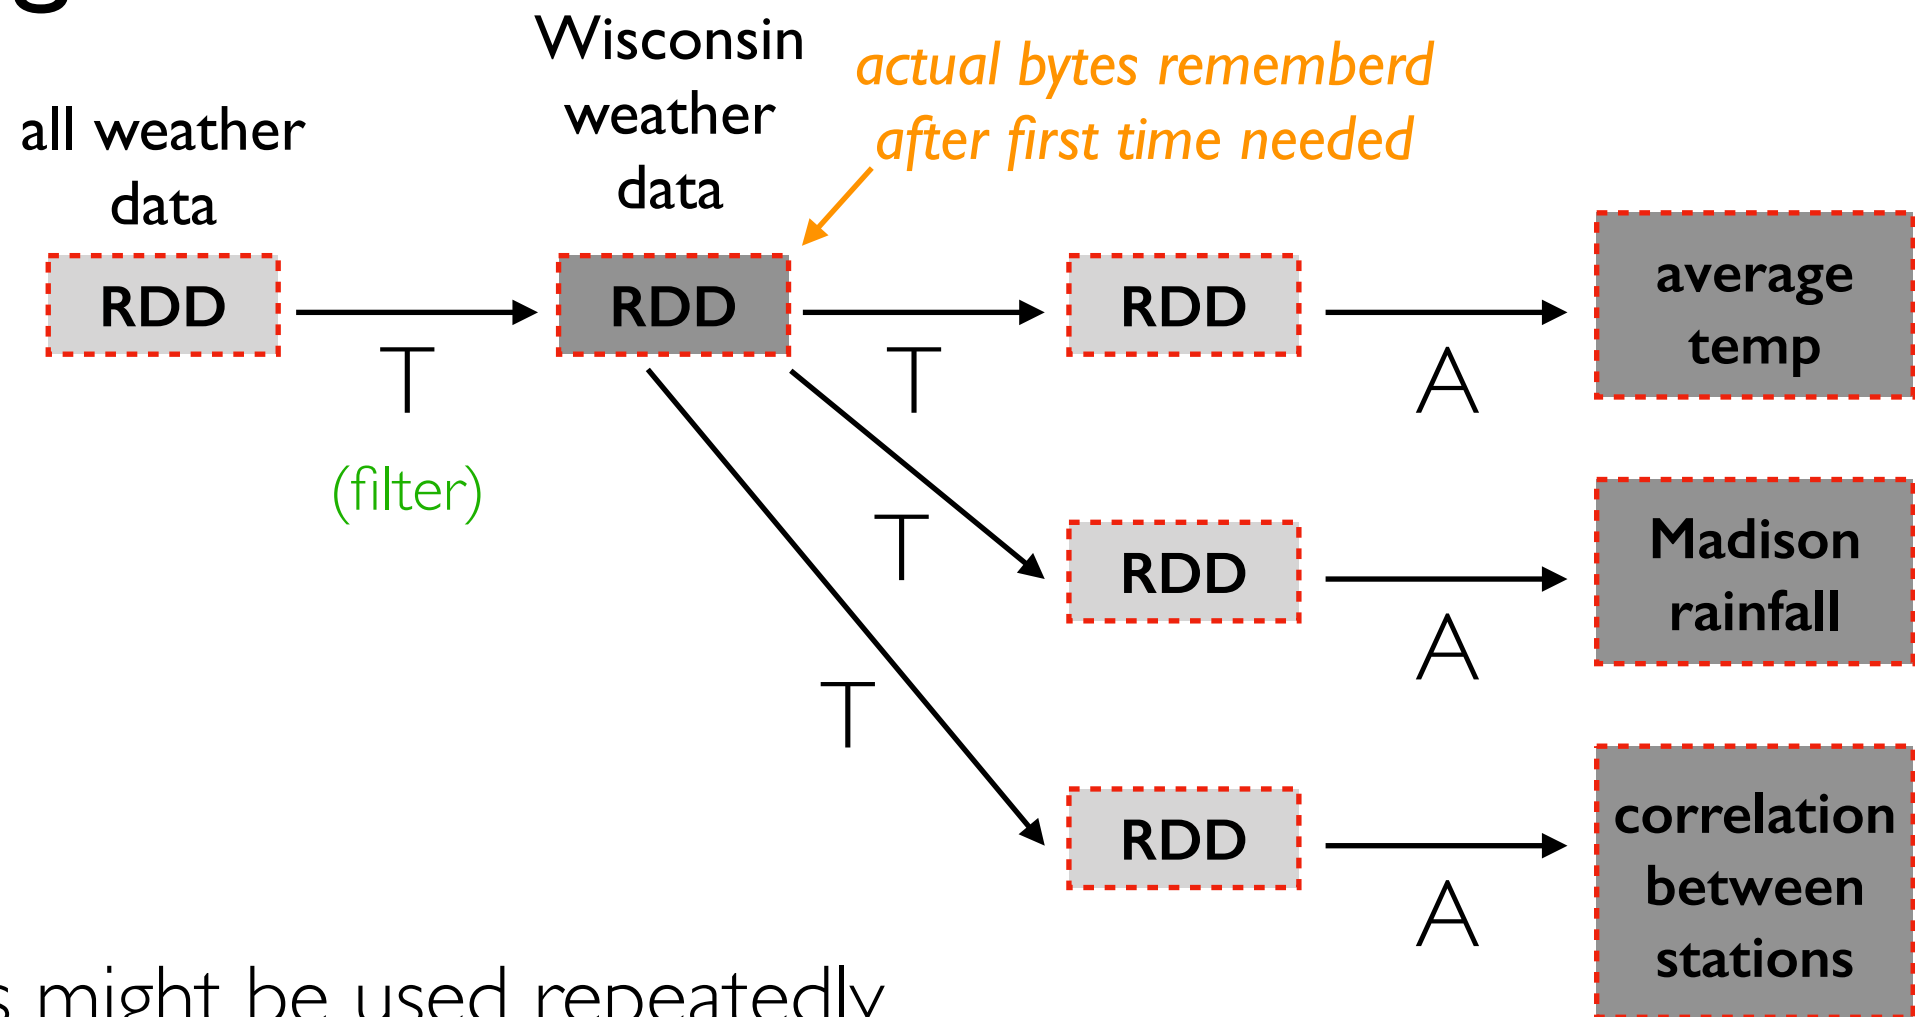 g
all weather
data
Wisconsin
weather
data
actual bytes rememberd
after first time needed
RDD
T
(filter)
RDD
T
RDD
A
average
temp
T
RDD
A
Madison
rainfall
T
RDD
A
correlation
between
stations
s might be used repeatedly